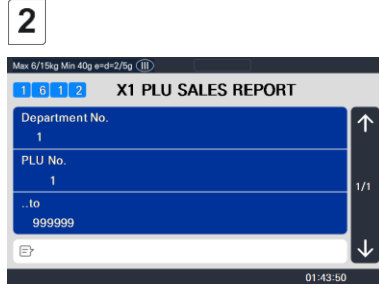 2
Max 6/15kg Min 40g e=d=2/5g (III)
1 6 1 2 X1 PLU SALES REPORT
Department No.
1
PLU No.
1
1/1
..to
999999
01:43:50